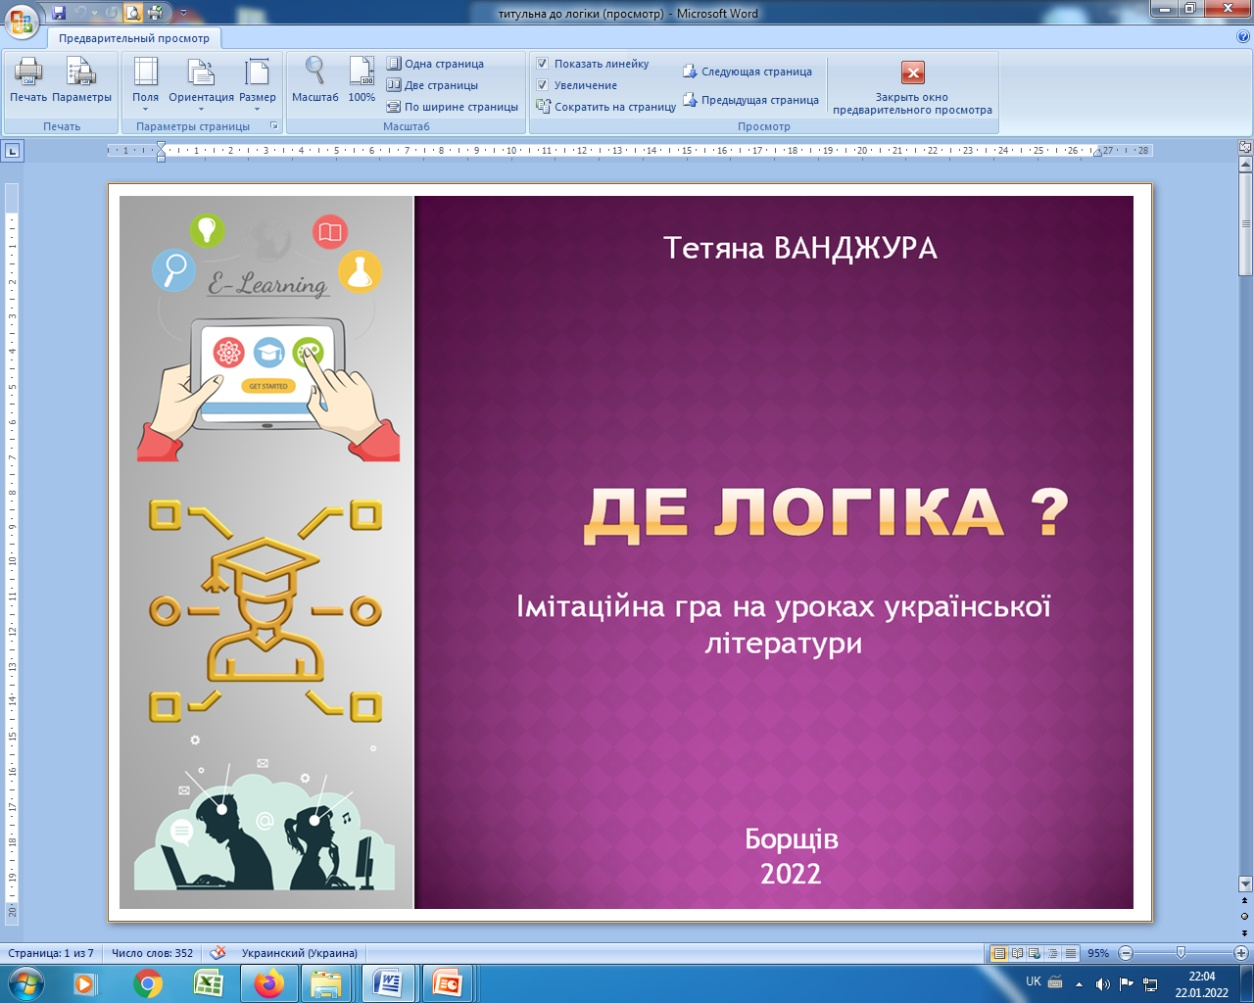 титульна до логіки (просмотр) - Microsoft Word
Предварительный просмотр
Печать Параметры
Поля Ориентация Размер
Масштаб 100%
Одна страница
Две страницы
По ширине страницы
Показать линейку
Увеличение
Сократить на страницу
Следующая страница
Предыдущая страница
Закрыть окно
предварительного просмотра
Печать
Параметры страницы
Масштаб
Просмотр
E-Learning
GET STARTED
Тетяна ВАНДЖУРА
ДЕ ЛОГІКА ?
Імітаційна гра на уроках української
літератури
Борщів
2022
Страница: 1 из 7 Число слов: 352 Украинский (Украина) 95%
UK 22:04
22.01.2022